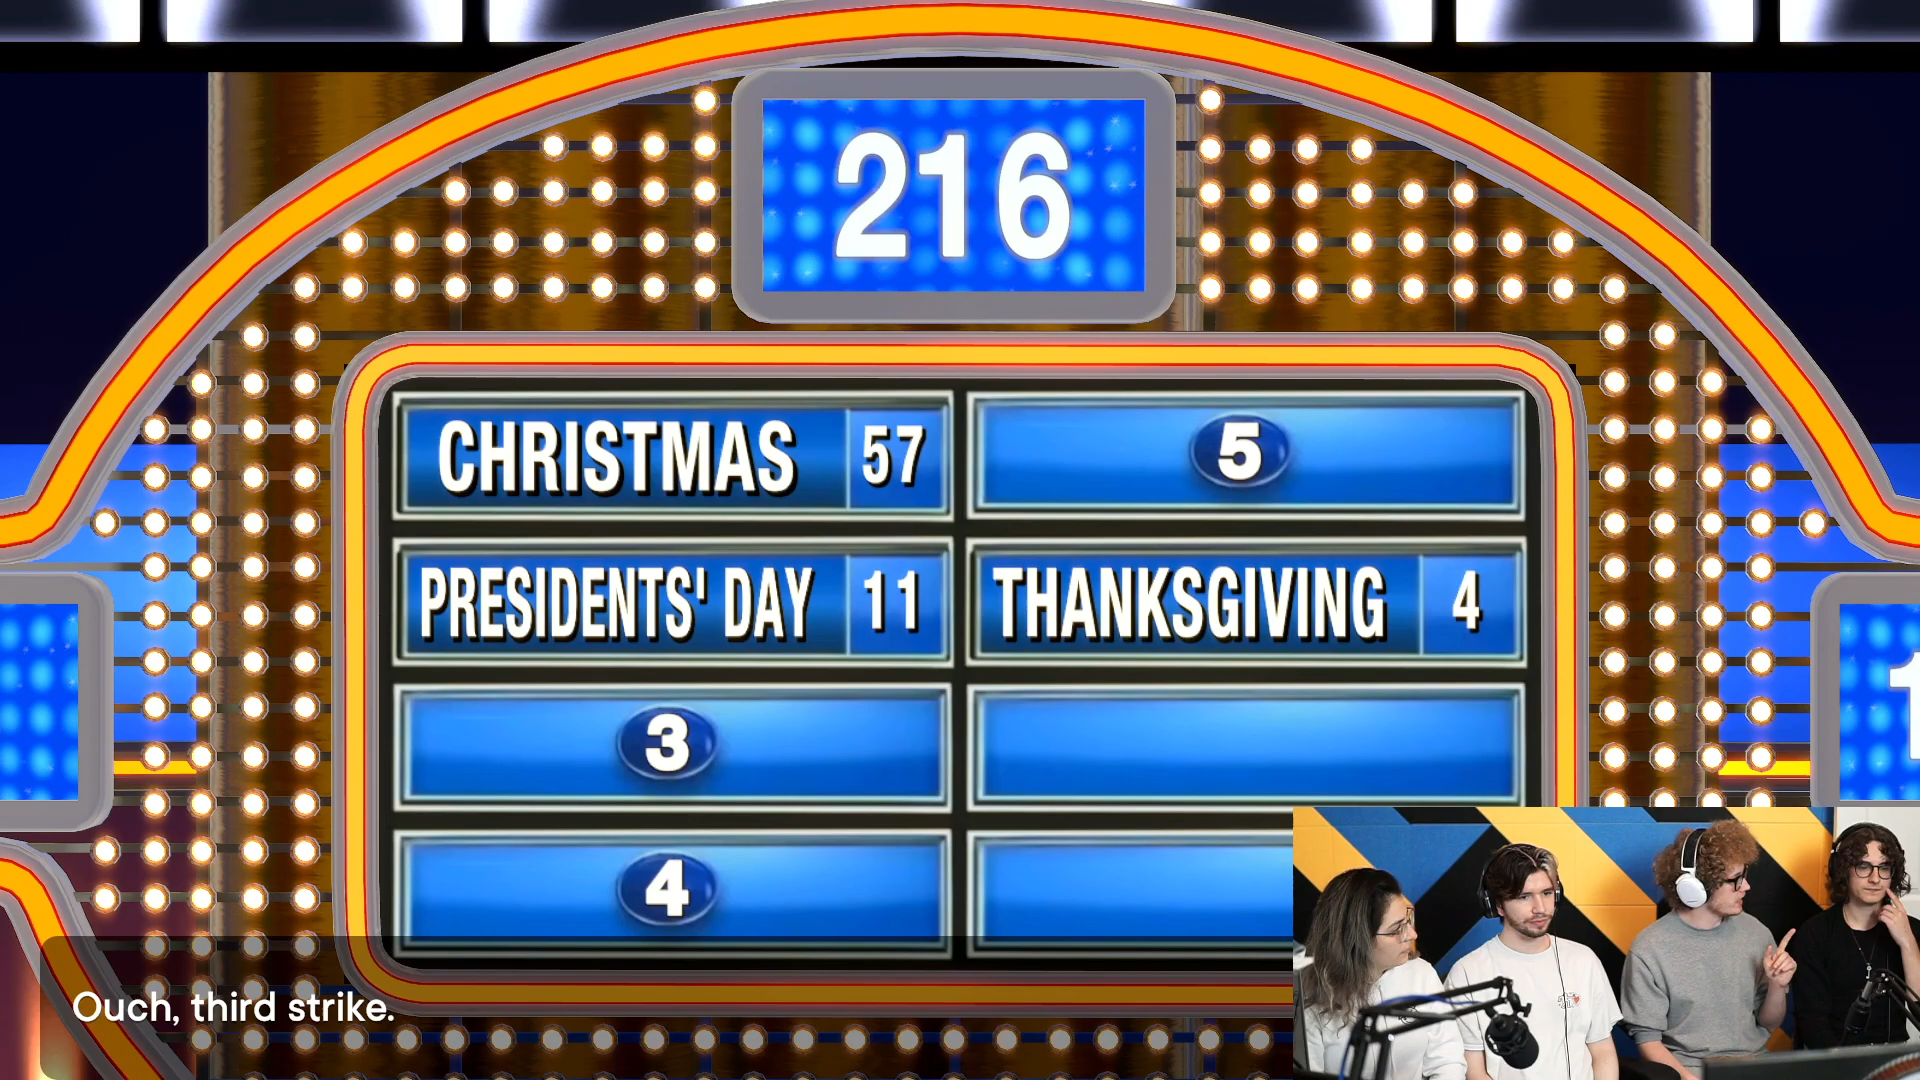 216
CHRISTMAS 57
5
PRESIDENTS' DAY 11
THANKSGIVING 4
3
4
Ouch, third strike.